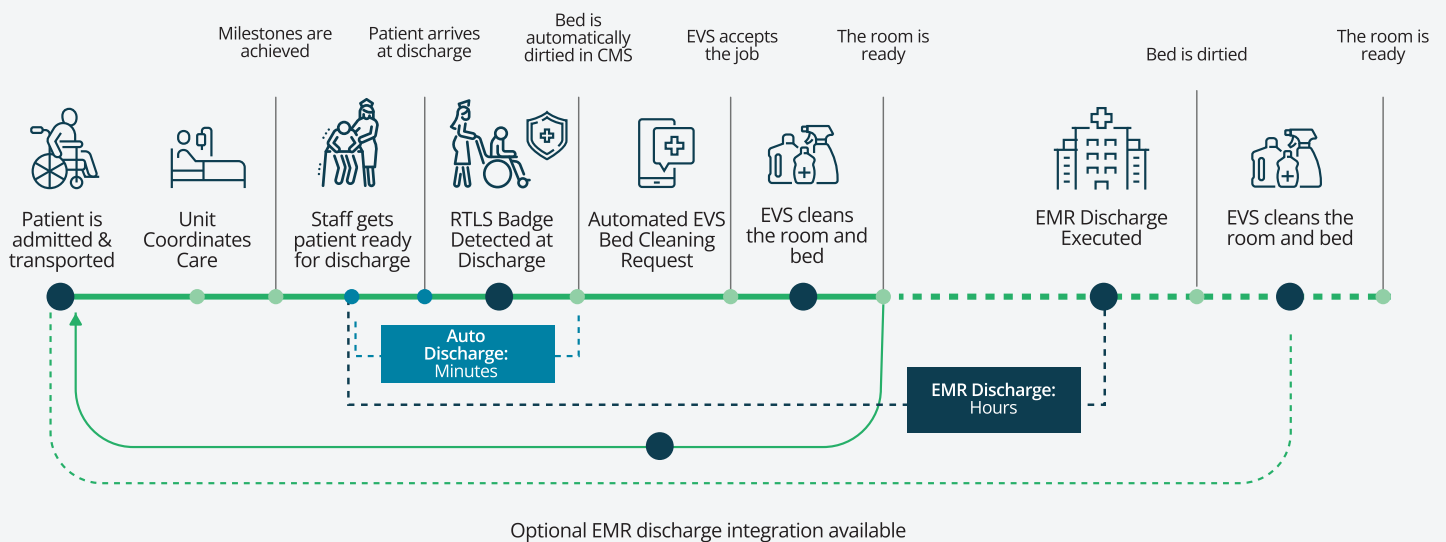 Milestones are
achieved
Patient arrives
at discharge
Bed is
automatically
dirtied in CMS
EVS accepts
the job
The room is
ready
Bed is dirtied
The room is
ready
Patient is
admitted &
transported
Unit
Coordinates
Care
Staff gets
patient ready
for discharge
RTLS Badge
Detected at
Discharge
Automated EVS
Bed Cleaning
Request
EVS cleans
the room and
bed
EMR Discharge
Executed
EVS cleans the
room and bed
Auto
Discharge:
Minutes
EMR Discharge:
Hours
Optional EMR discharge integration available